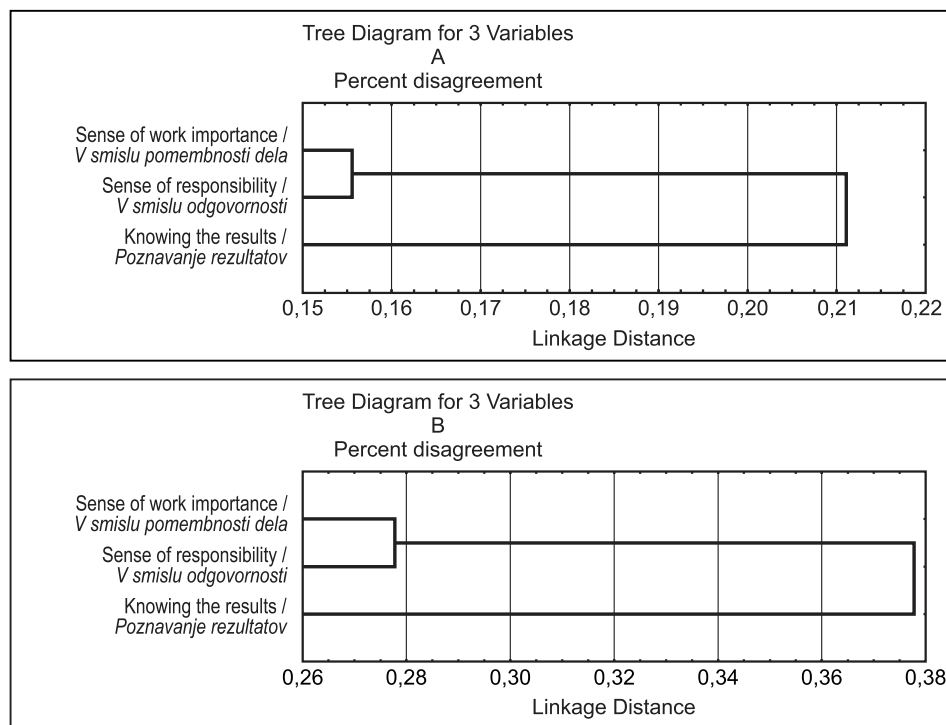 Tree Diagram for 3 Variables
A
Percent disagreement
Sense of work importance /
V smislu pomembnosti dela
Sense of responsibility /
V smislu odgovornosti
Knowing the results /
Poznavanje rezultatov
0,15 0,16 0,17 0,18 0,19 0,20 0,21 0,22
Linkage Distance
Tree Diagram for 3 Variables
B
Percent disagreement
Sense of work importance /
V smislu pomembnosti dela
Sense of responsibility /
V smislu odgovornosti
Knowing the results /
Poznavanje rezultatov
0,26 0,28 0,30 0,32 0,34 0,36 0,38
Linkage Distance